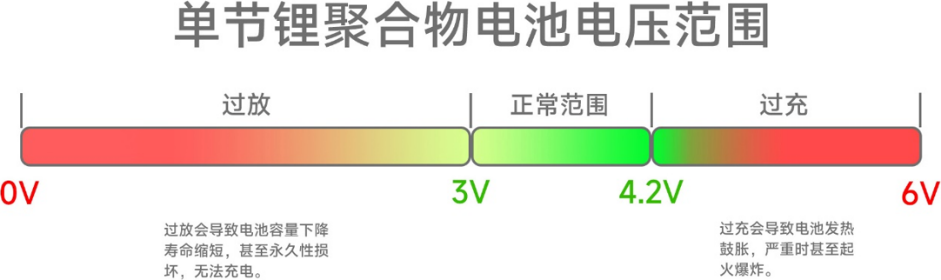 单节锂聚合物电池电压范围
过放
正常范围
过充
0V
3V
4.2V
6V
过放会导致电池容量下降
寿命缩短，甚至永久性损
坏，无法充电。
过充会导致电池发热
鼓胀，严重时甚至起
火爆炸。